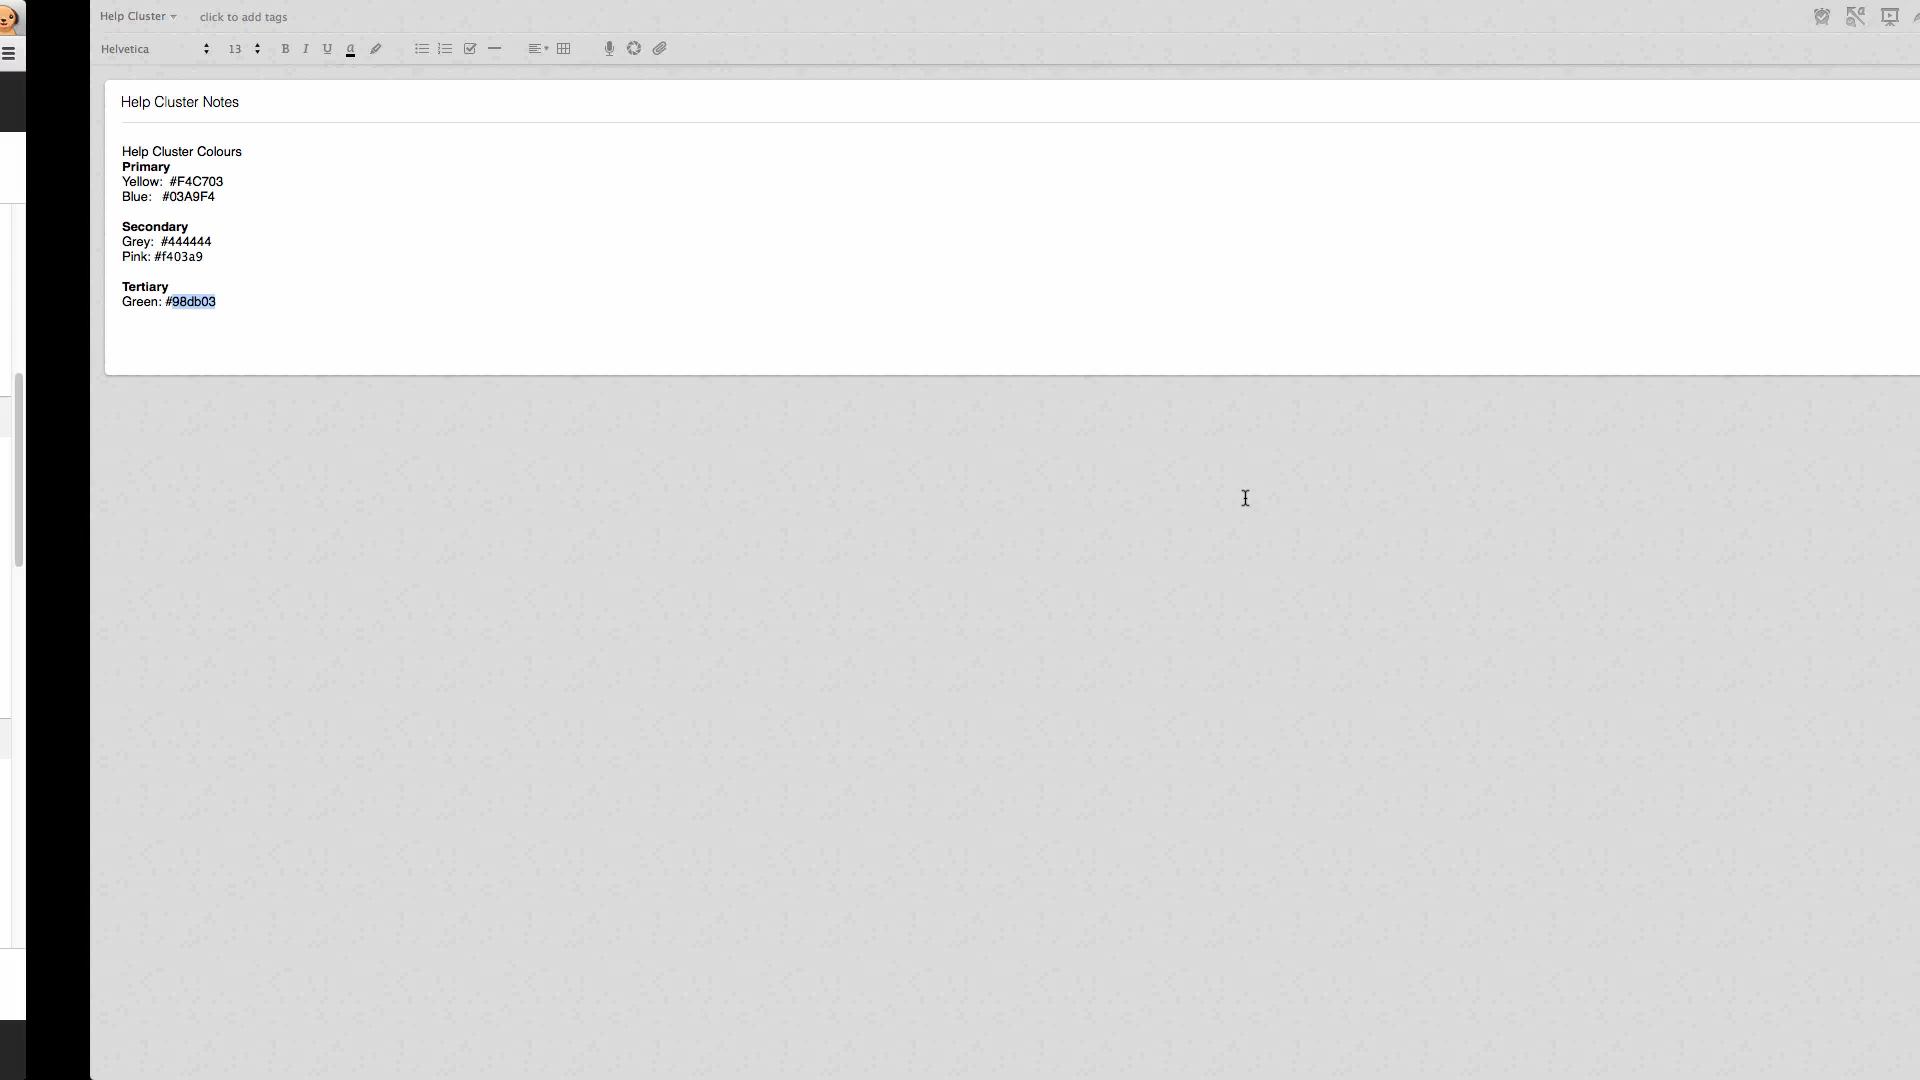 Help Cluster click to add tags
Helvetica 13 B I U a
Help Cluster Notes
Help Cluster Colours
Primary
Yellow: #F4C703
Blue: #03A9F4
Secondary
Grey: #444444
Pink: #f403a9
Tertiary
Green: #98db03